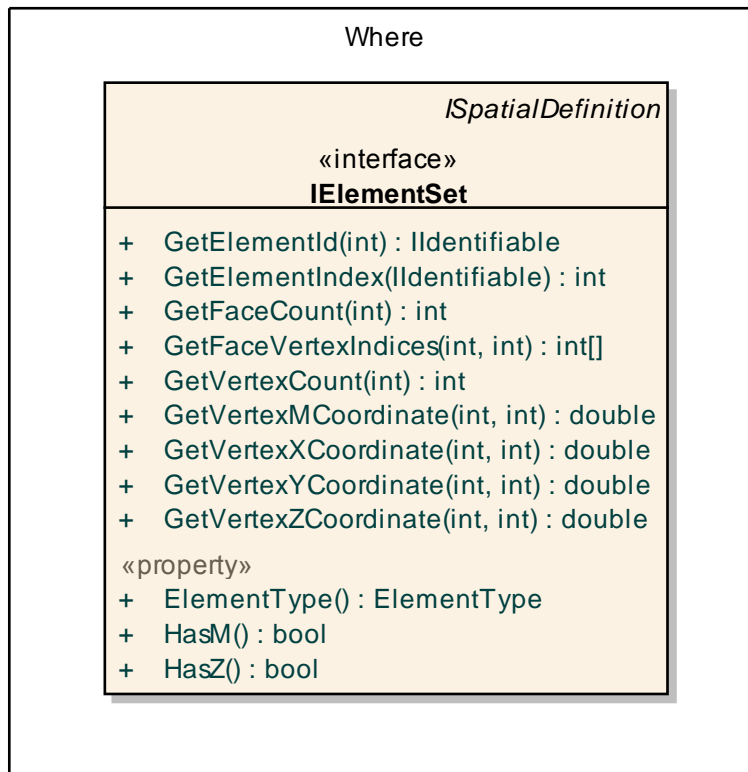 Where
ISpatialDefinition
«interface»
IElementSet
+ GetElementId(int) : IIdentifiable
+ GetElementIndex(IIdentifiable) : int
+ GetFaceCount(int) : int
+ GetFaceVertexIndices(int, int) : int[]
+ GetVertexCount(int) : int
+ GetVertexMCoordinate(int, int) : double
+ GetVertexXCoordinate(int, int) : double
+ GetVertexYCoordinate(int, int) : double
+ GetVertexZCoordinate(int, int) : double
«property»
+ ElementType() : ElementType
+ HasM() : bool
+ HasZ() : bool